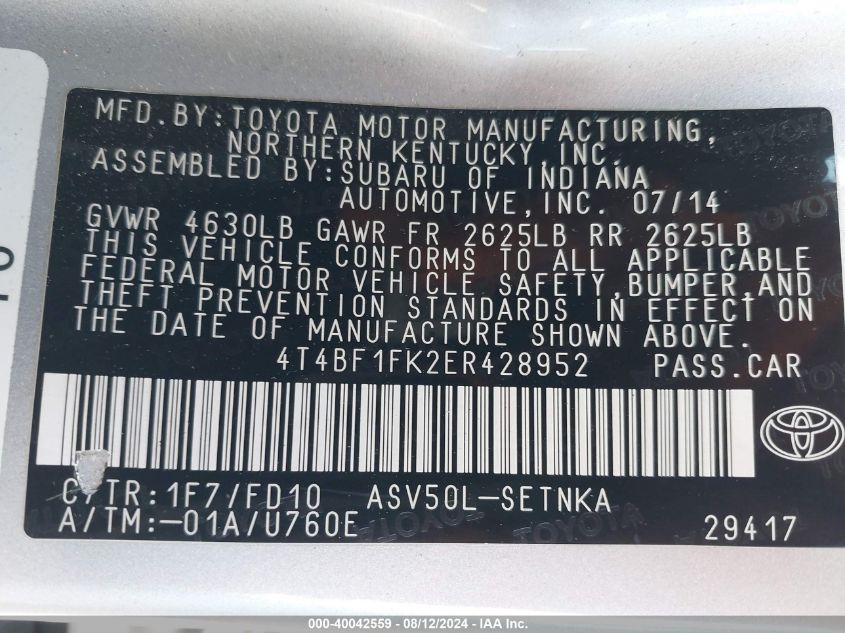 MFD.BY:TOYOTA MOTOR MANUFACTURING,
NORTHERN KENTUCKY,INC.
ASSEMBLED BY:SUBARU OF INDIANA
AUTOMOTIVE,INC. 07/14
GVWR 4630LB GAWR FR 2625LB RR 2625LB
THIS VEHICLE CONFORMS TO ALL APPLICABLE
FEDERAL MOTOR VEHICLE SAFETY,BUMPER,AND
THEFT PREVENTION STANDARDS IN EFFECT ON
THE DATE OF MANUFACTURE SHOWN ABOVE.
4T4BF1FK2ER428952 PASS.CAR
C/TR:1F7/FD10 ASV50L-SETNKA
A/TM:-01A/U760E 29417
000-40042559 - 08/12/2024 - IAA Inc.